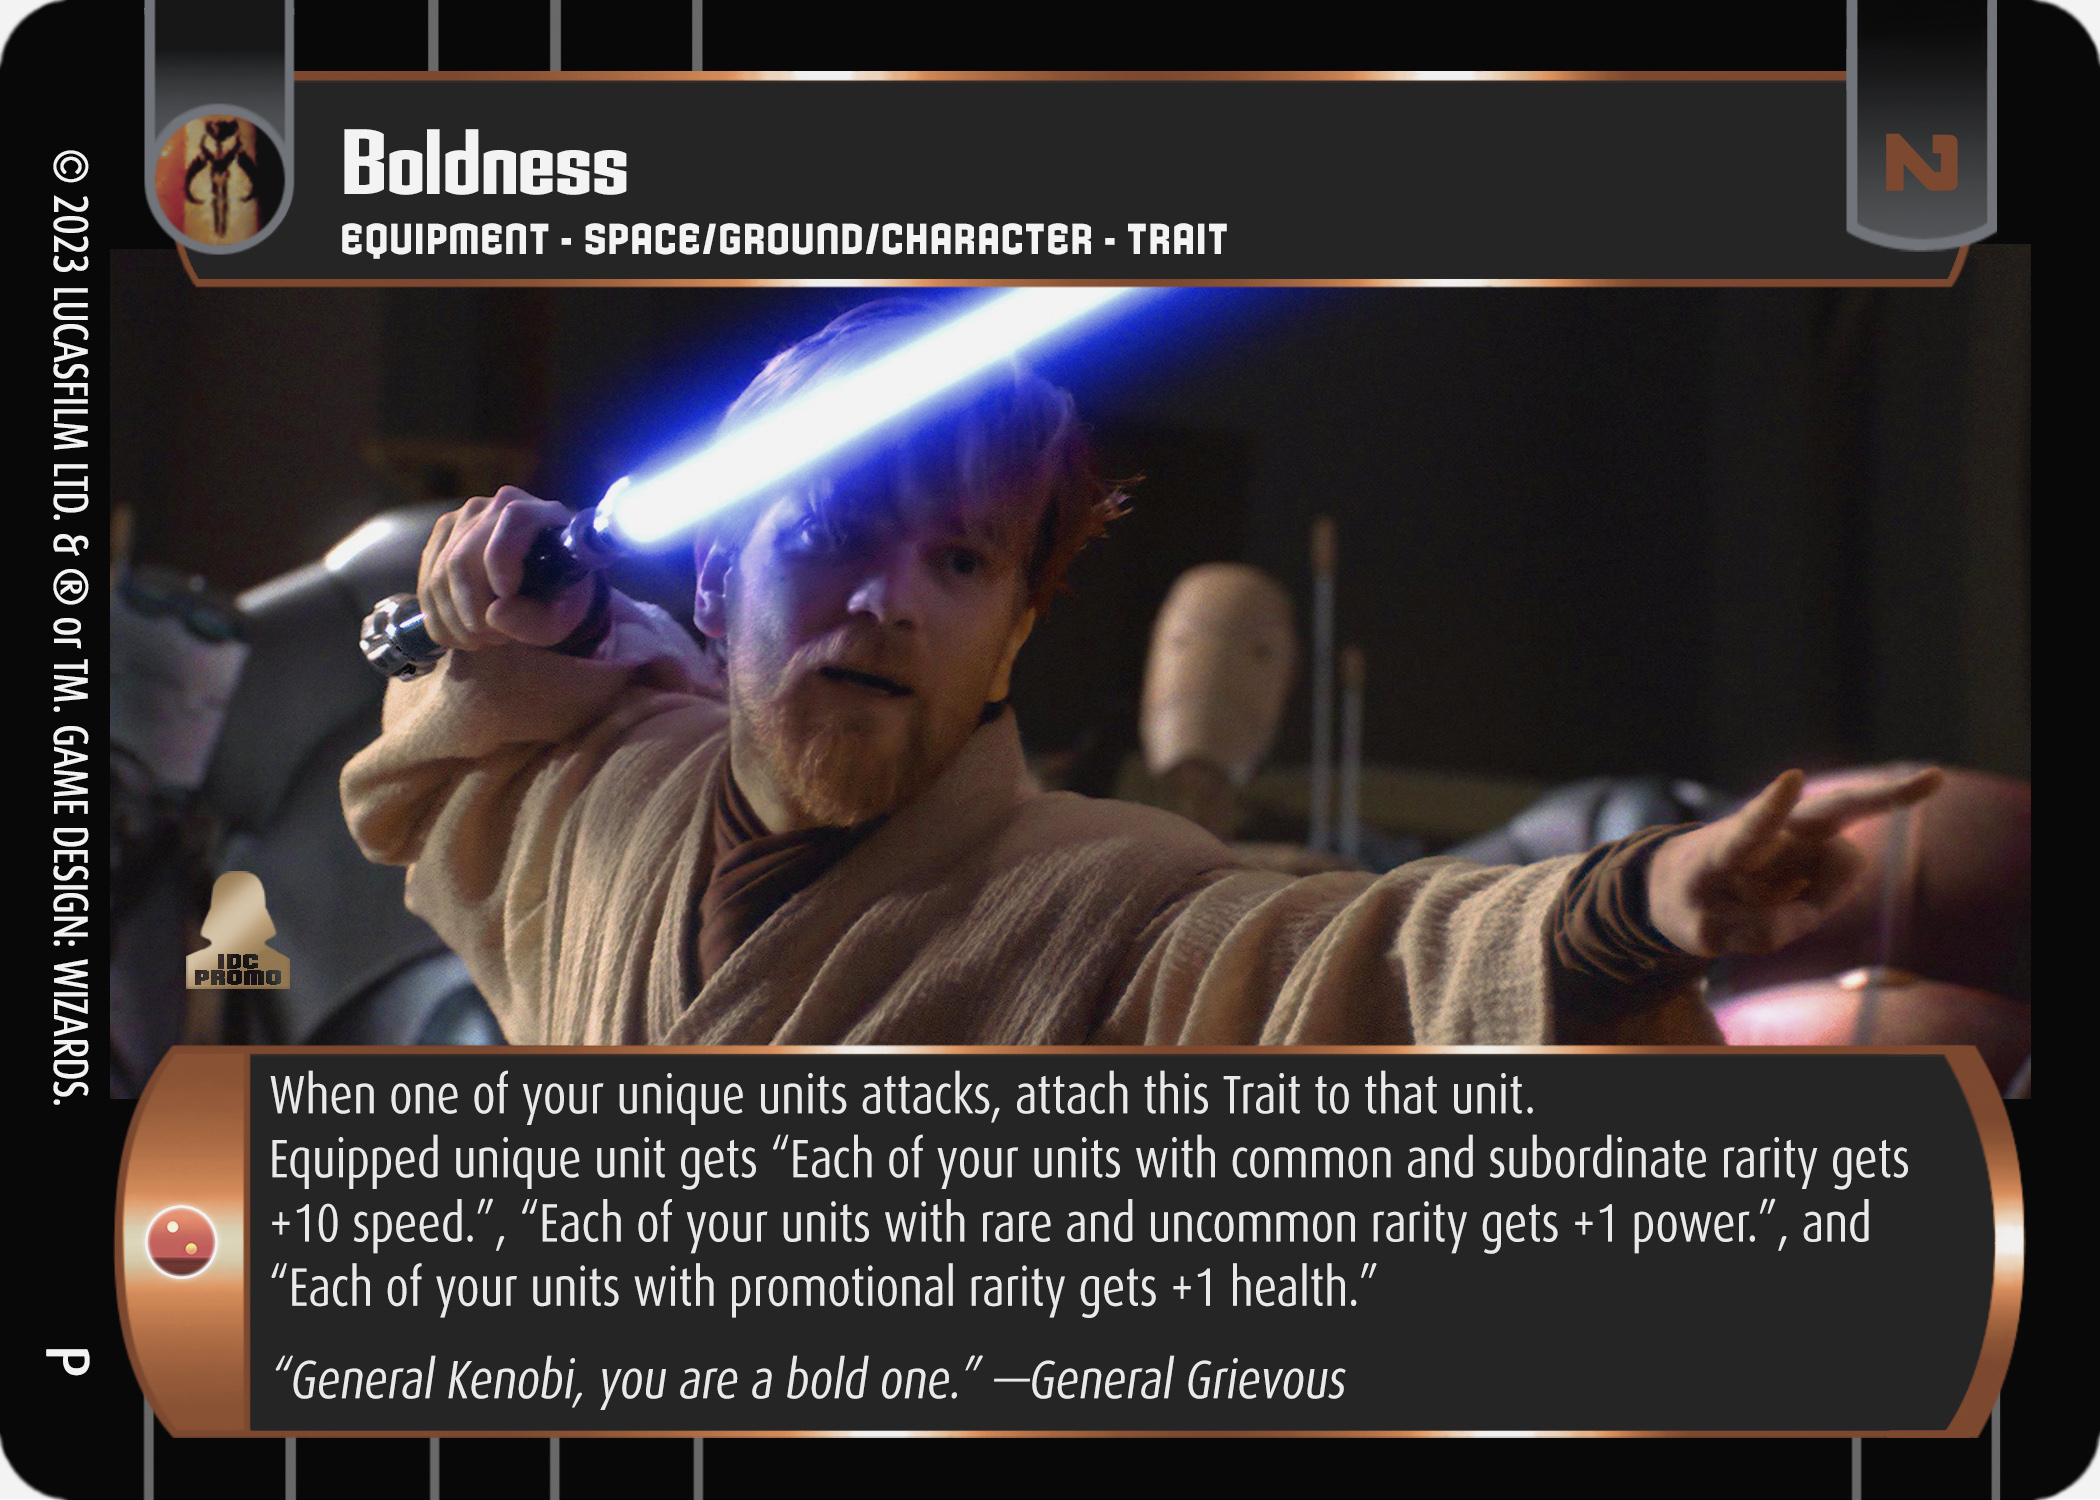 Boldness
2
EQUIPMENT - SPACE/GROUND/CHARACTER - TRAIT
© 2023 LUCASFILM LTD. & ® or TM. GAME DESIGN: WIZARDS.
IDC
PROMO
When one of your unique units attacks, attach this Trait to that unit.
Equipped unique unit gets “Each of your units with common and subordinate rarity gets
+10 speed.”, “Each of your units with rare and uncommon rarity gets +1 power.”, and
“Each of your units with promotional rarity gets +1 health.”
“General Kenobi, you are a bold one.” —General Grievous
P